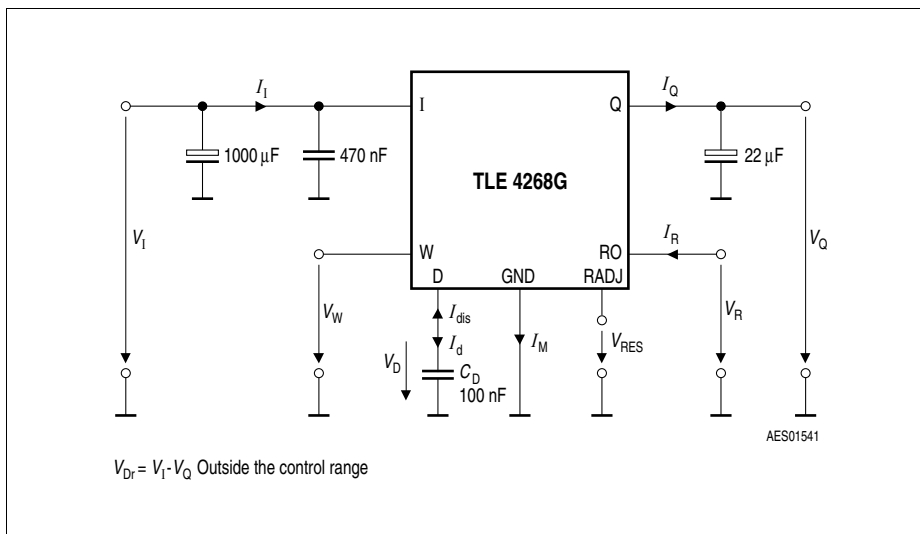 I_I
I_Q
I
Q
1000 µF
470 nF
22 µF
TLE 4268G
V_I
V_Q
W
RO
I_R
D
GND
RADJ
V_W
I_dis
I_d
I_M
V_RES
V_R
V_D
C_D
100 nF
AES01541
V_Dr = V_I-V_Q Outside the control range